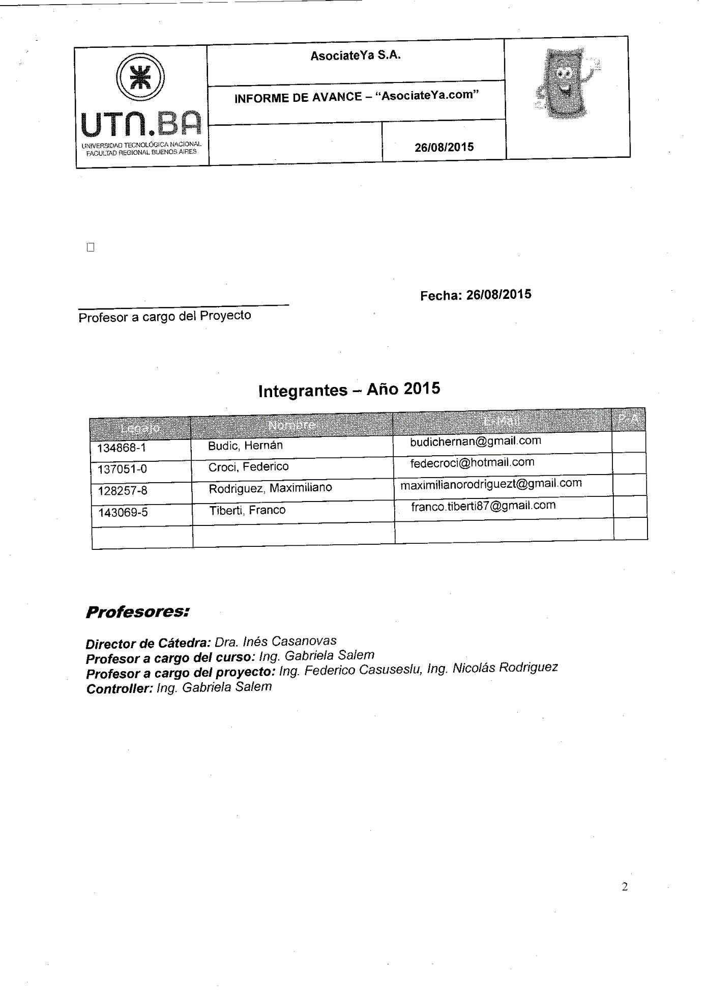 AsociateYa S.A.
INFORME DE AVANCE – “AsociateYa.com”
26/08/2015
UTN.BA
UNIVERSIDAD TECNOLÓGICA NACIONAL
FACULTAD REGIONAL BUENOS AIRES
Fecha: 26/08/2015
Profesor a cargo del Proyecto
Integrantes – Año 2015
Legajo Nombre E-Mail P-A
134868-1 Budic, Hernán budichernan@gmail.com
137051-0 Croci, Federico fedecroci@hotmail.com
128257-8 Rodriguez, Maximiliano maximilianorodriguezt@gmail.com
143069-5 Tiberti, Franco franco.tiberti87@gmail.com
Profesores:
Director de Cátedra: Dra. Inés Casanovas
Profesor a cargo del curso: Ing. Gabriela Salem
Profesor a cargo del proyecto: Ing. Federico Casuseslu, Ing. Nicolás Rodriguez
Controller: Ing. Gabriela Salem
2